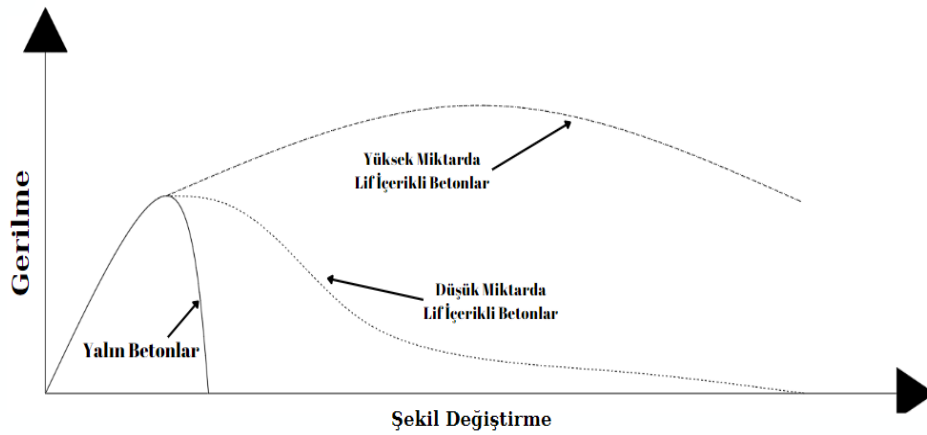 Gerilme
Yüksek Miktarda
Lif İçerikli Betonlar
Düşük Miktarda
Lif İçerikli Betonlar
Yalın Betonlar
Şekil Değiştirme